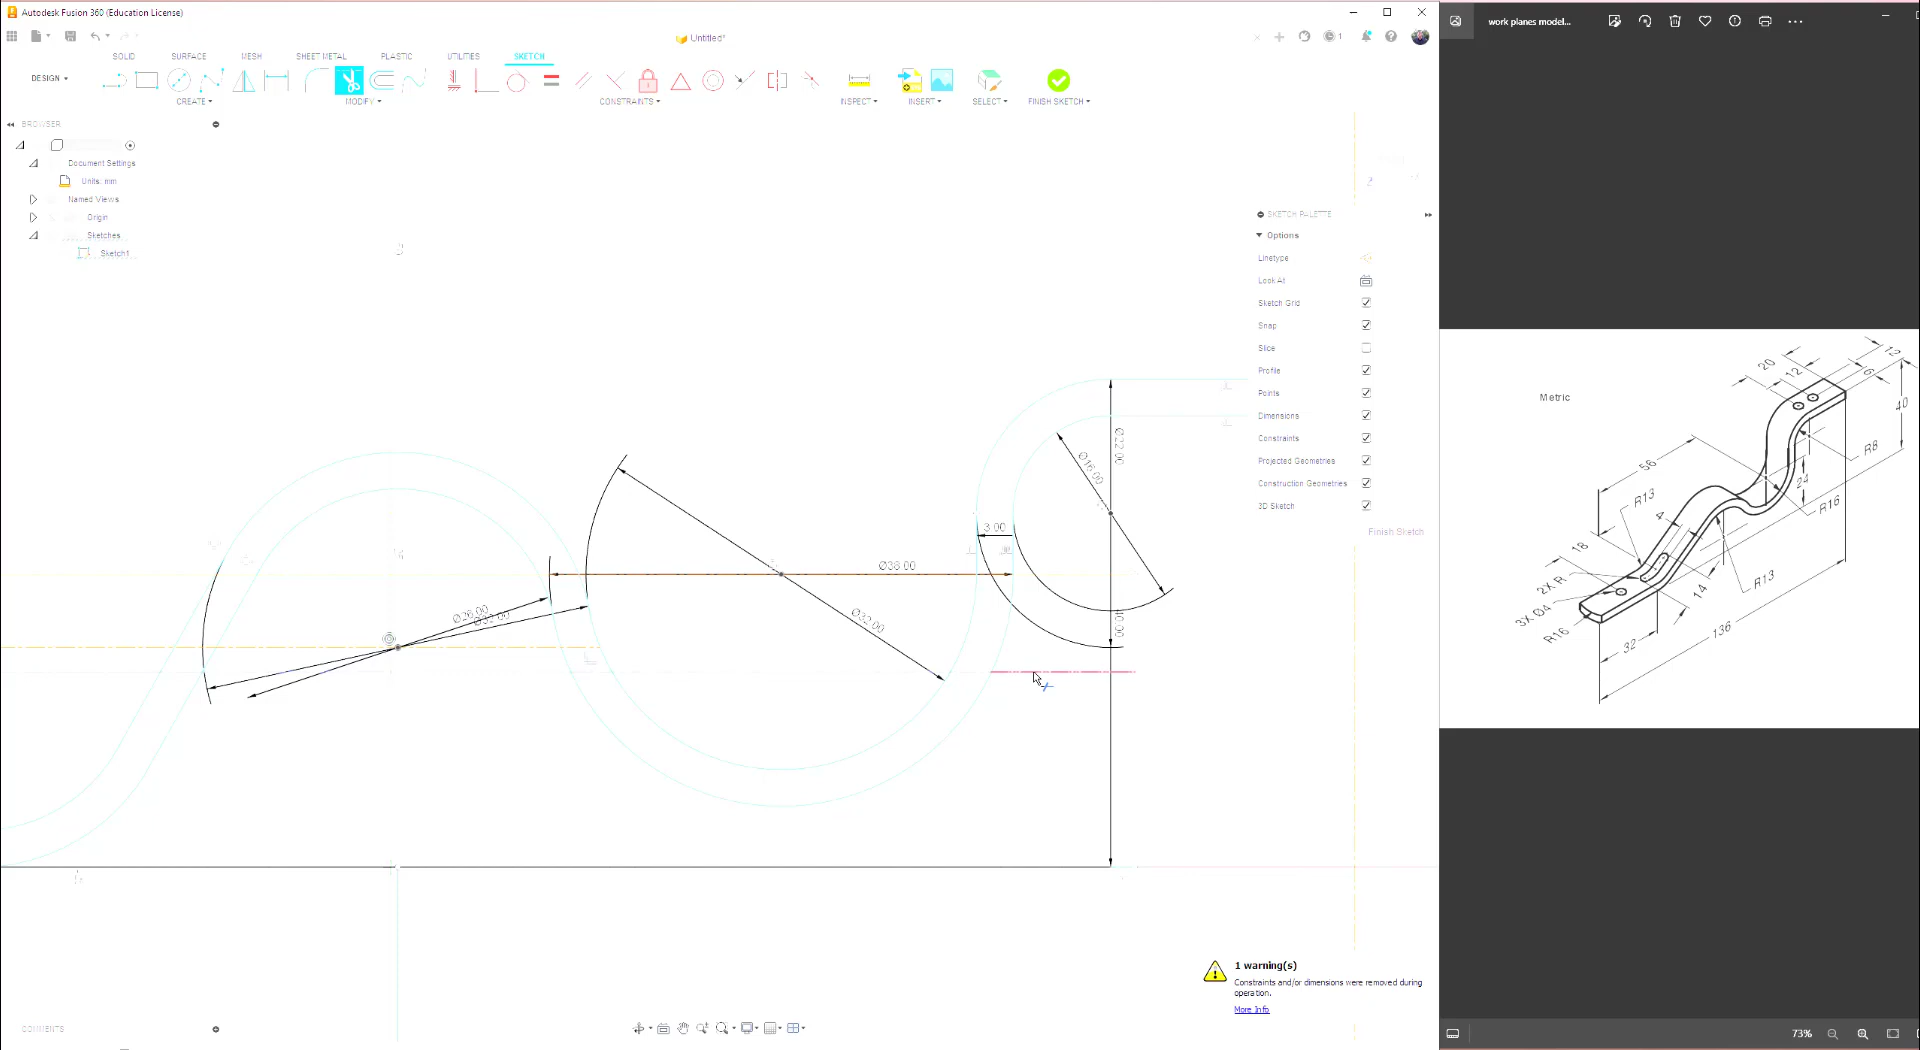 Autodesk Fusion 360 (Education License)
work planes model...
Untitled*
1
SOLID
SURFACE
MESH
SHEET METAL
PLASTIC
UTILITIES
SKETCH
DESIGN
CREATE
MODIFY
CONSTRAINTS
INSPECT
INSERT
SELECT
FINISH SKETCH
BROWSER
Document Settings
Units: mm
Named Views
Origin
Sketches
Sketch1
SKETCH PALETTE
Options
Linetype
Look At
Sketch Grid
Snap
Slice
Profile
Points
Dimensions
Constraints
Projected Geometries
Construction Geometries
3D Sketch
Finish Sketch
Ø22.00
Ø16.00
3.00
Ø38.00
Ø26.00
Ø32.00
Metric
20
12
12
6
40
R8
56
R13
24
R16
4
18
2X R
R13
14
3X Ø4
R16
32
136
1 warning(s)
Constraints and/or dimensions were removed during
operation.
More Info
COMMENTS
73%